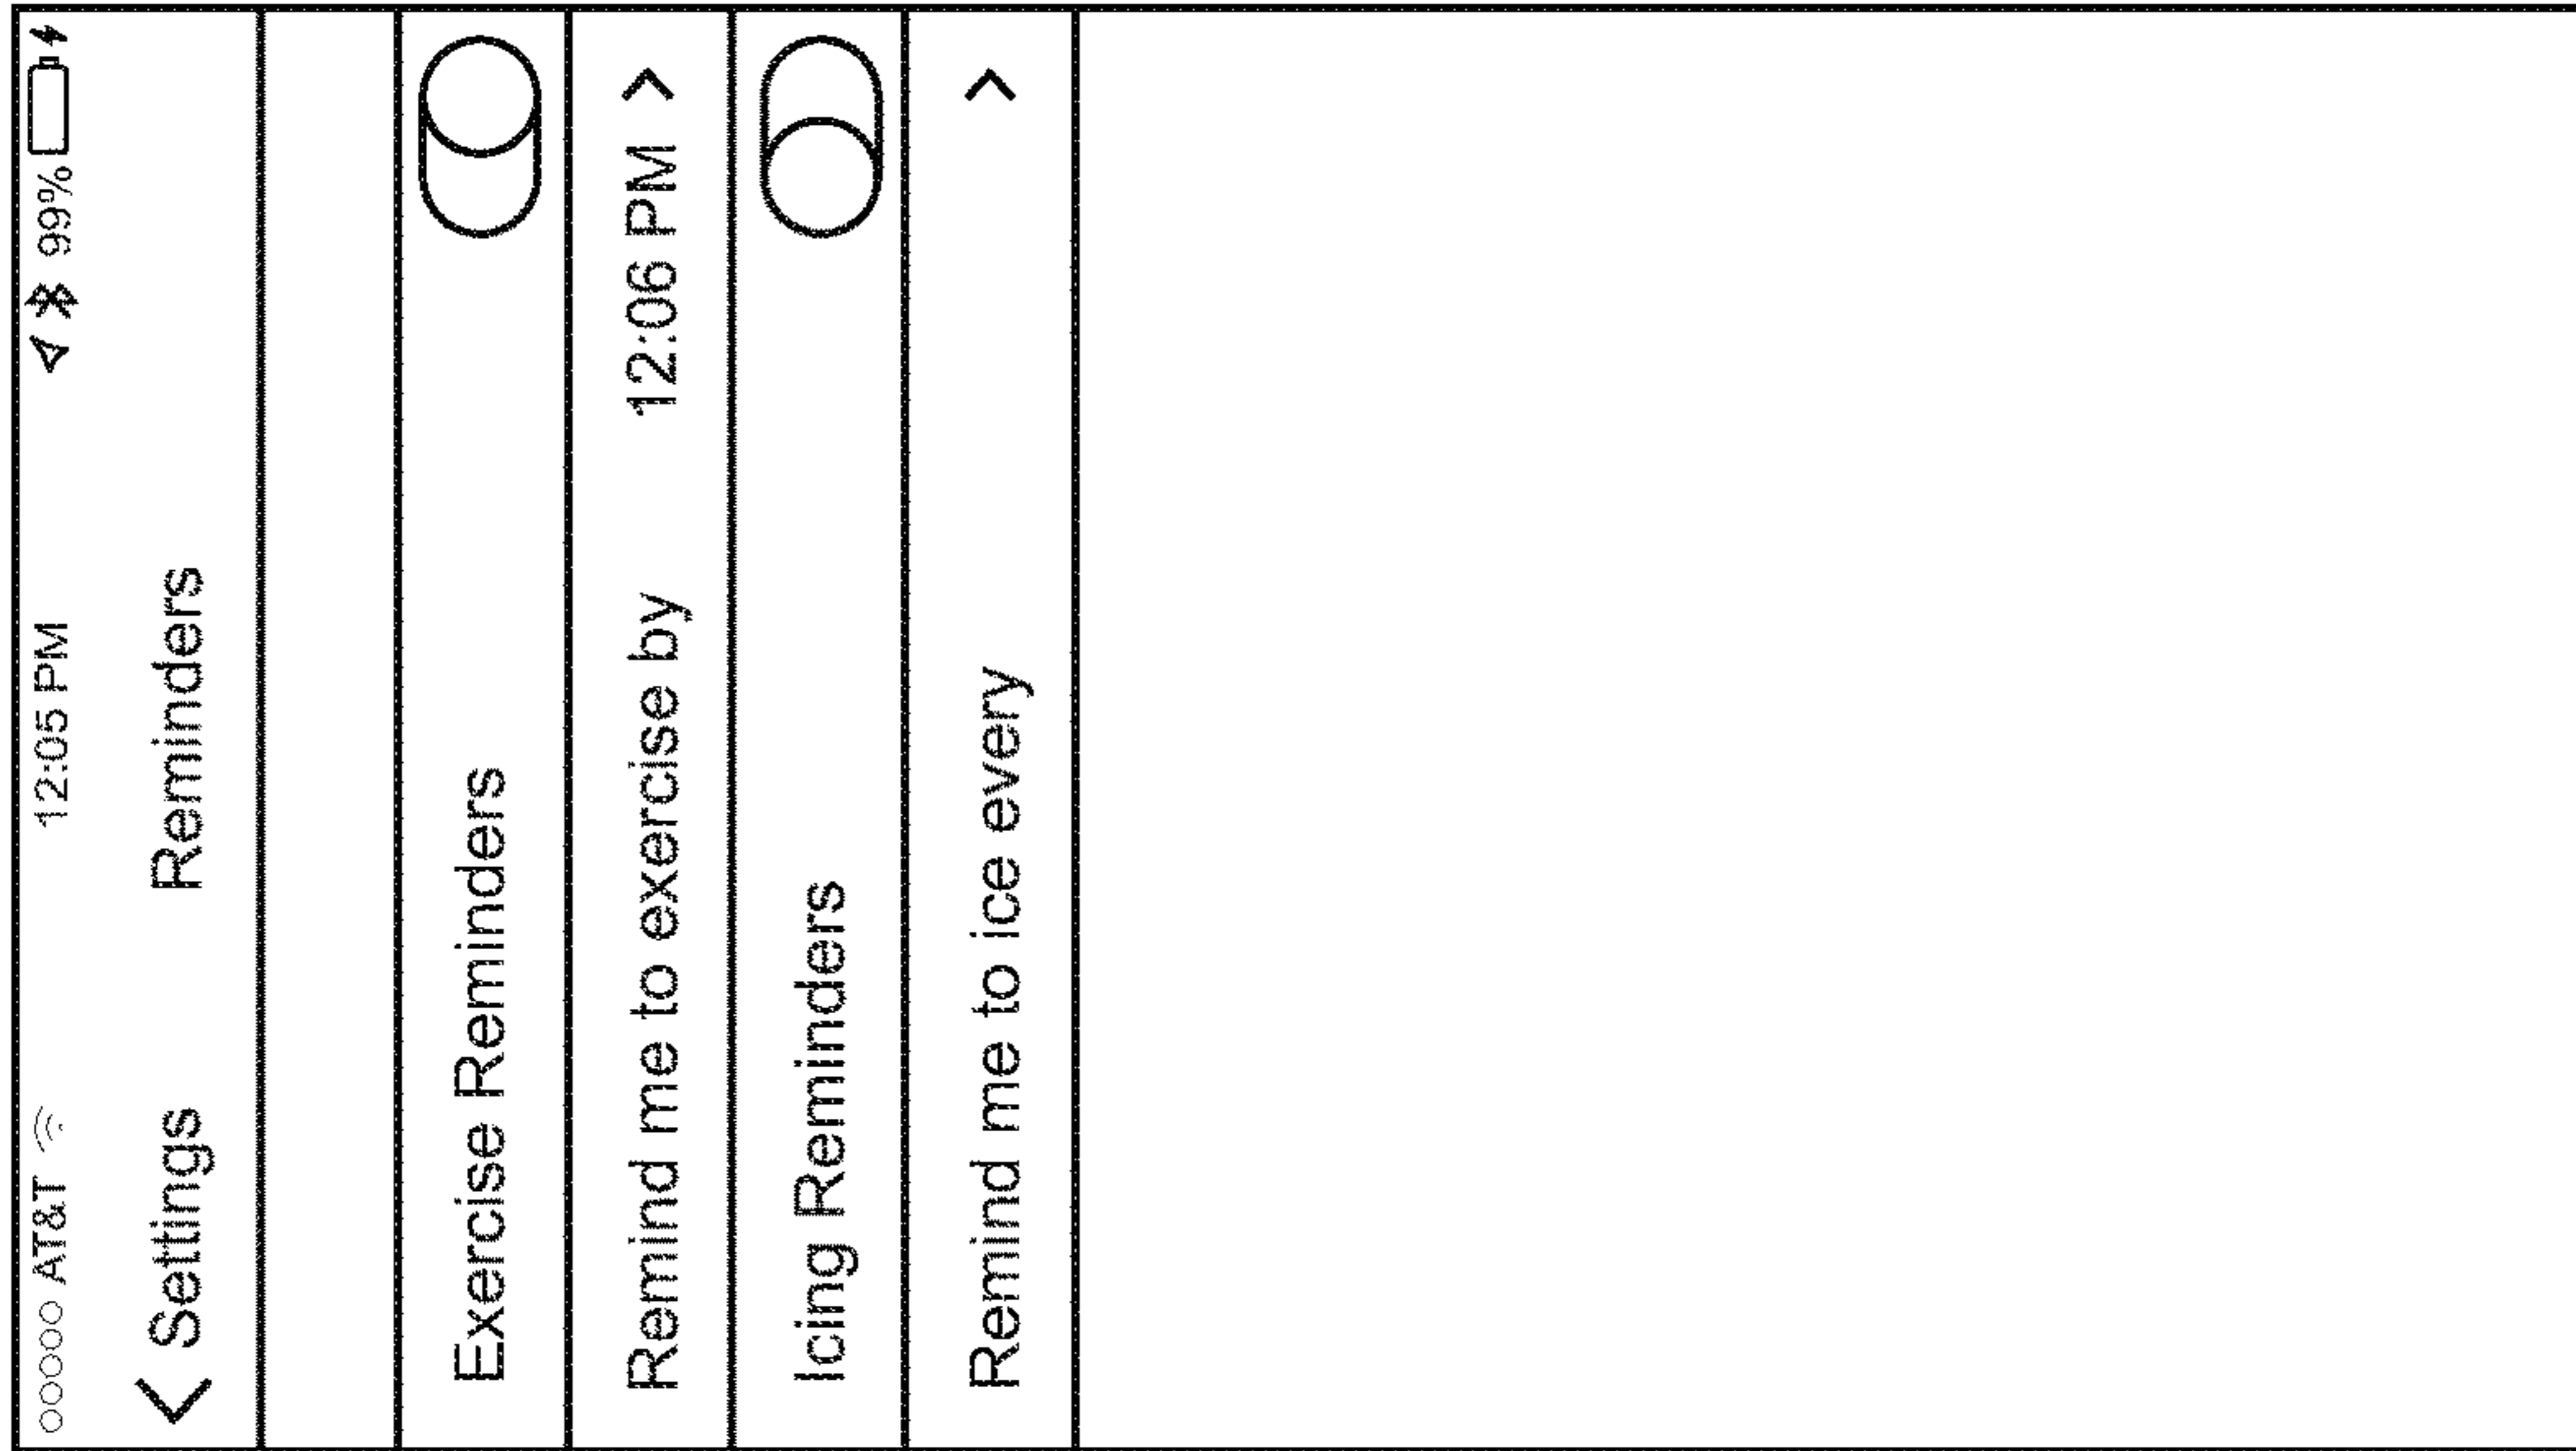 ooooo AT&T 12:05 PM 99%
< Settings Reminders
Exercise Reminders
Remind me to exercise by 12:06 PM >
Icing Reminders
Remind me to ice every >